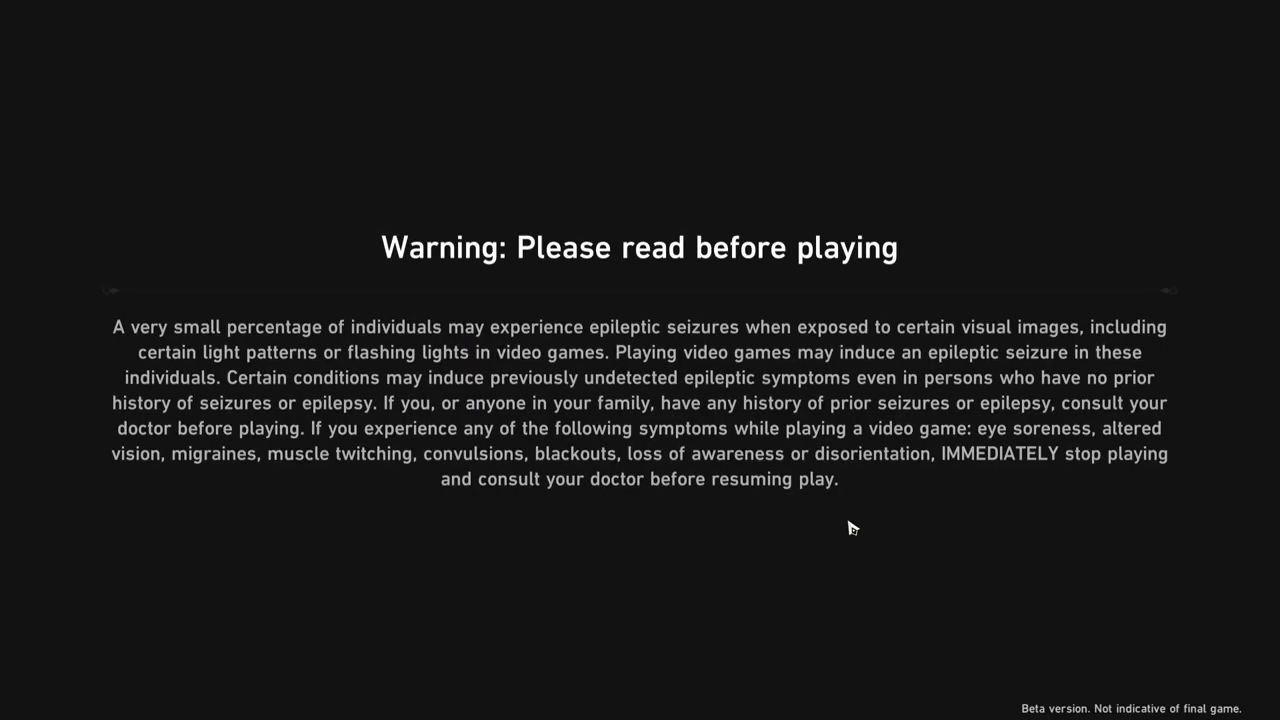 Warning: Please read before playing
A very small percentage of individuals may experience epileptic seizures when exposed to certain visual images, including
certain light patterns or flashing lights in video games. Playing video games may induce an epileptic seizure in these
individuals. Certain conditions may induce previously undetected epileptic symptoms even in persons who have no prior
history of seizures or epilepsy. If you, or anyone in your family, have any history of prior seizures or epilepsy, consult your
doctor before playing. If you experience any of the following symptoms while playing a video game: eye soreness, altered
vision, migraines, muscle twitching, convulsions, blackouts, loss of awareness or disorientation, IMMEDIATELY stop playing
and consult your doctor before resuming play.
Beta version. Not indicative of final game.